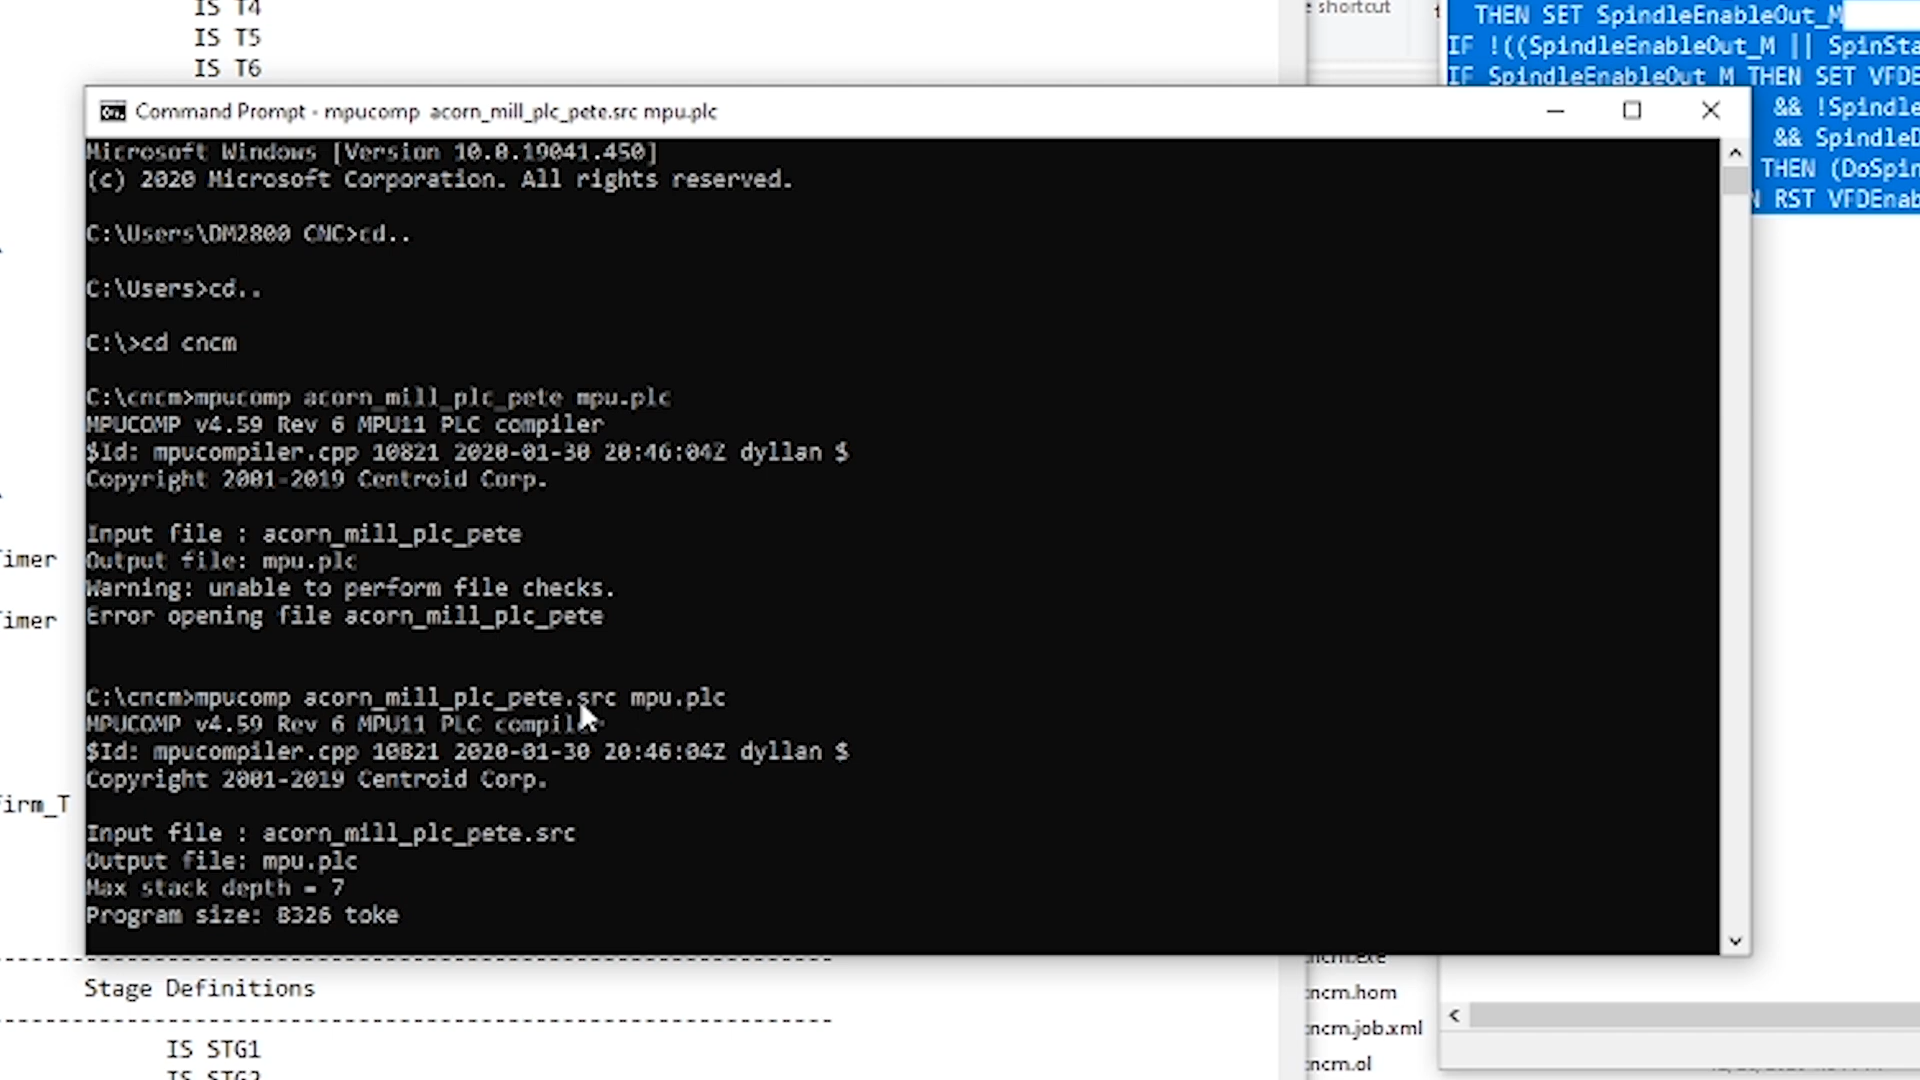 IS T4
IS T5
IS T6
shortcut
THEN SET SpindleEnableOut_M
IF !((SpindleEnableOut_M || SpinSta
IF SpindleEnableOut_M THEN SET VFDE
&& !Spindle
&& SpindleD
THEN (DoSpin
RST VFDEnab
Command Prompt - mpucomp acorn_mill_plc_pete.src mpu.plc
Microsoft Windows [Version 10.0.19041.450]
(c) 2020 Microsoft Corporation. All rights reserved.
C:\Users\DM2800 CNC>cd..
C:\Users>cd..
C:\>cd cncm
C:\cncm>mpucomp acorn_mill_plc_pete mpu.plc
MPUCOMP v4.59 Rev 6 MPU11 PLC compiler
$Id: mpucompiler.cpp 10821 2020-01-30 20:46:04Z dyllan $
Copyright 2001-2019 Centroid Corp.
Input file : acorn_mill_plc_pete
Output file: mpu.plc
Warning: unable to perform file checks.
Error opening file acorn_mill_plc_pete
C:\cncm>mpucomp acorn_mill_plc_pete.src mpu.plc
MPUCOMP v4.59 Rev 6 MPU11 PLC compiler
$Id: mpucompiler.cpp 10821 2020-01-30 20:46:04Z dyllan $
Copyright 2001-2019 Centroid Corp.
Input file : acorn_mill_plc_pete.src
Output file: mpu.plc
Max stack depth = 7
Program size: 8326 toke
imer
imer
firm_T
Stage Definitions
IS STG1
IS STG2
cncm.exe
cncm.hom
cncm.job.xml
cncm.ol